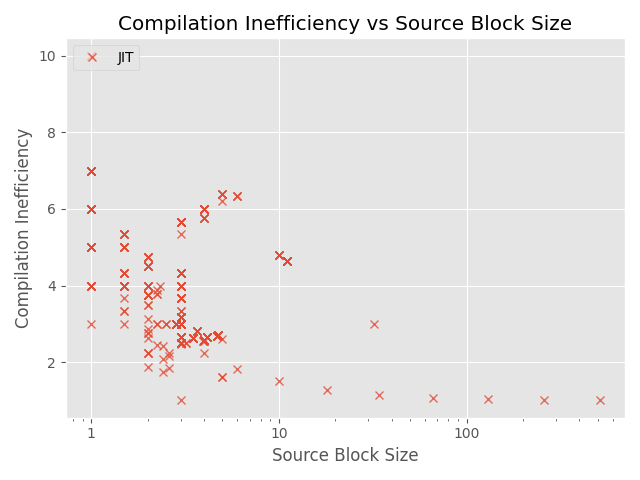 Compilation Inefficiency vs Source Block Size
JIT
10
8
6
4
2
Compilation Inefficiency
1
10
100
Source Block Size